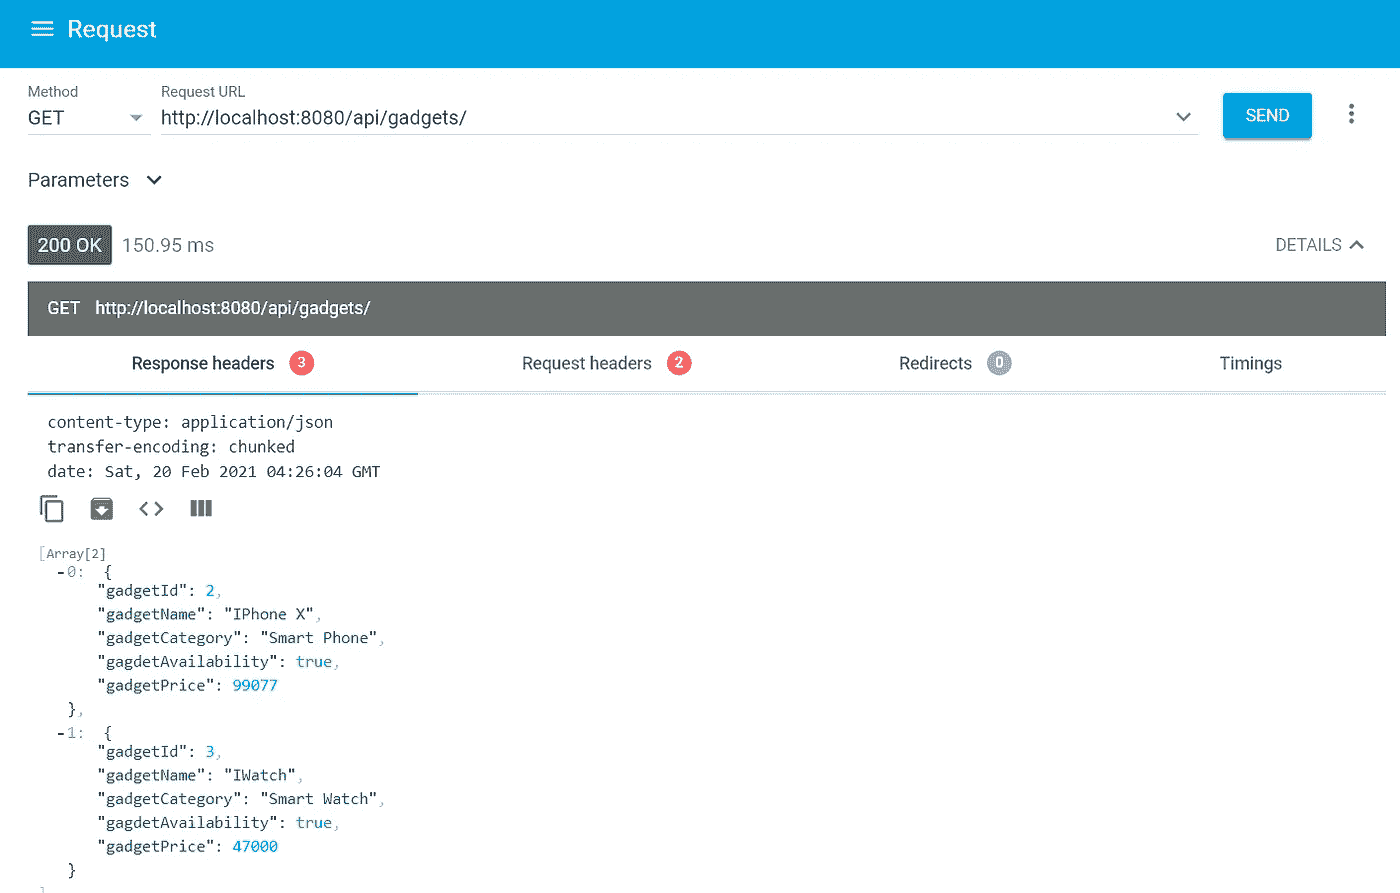 Request
Method
Request URL
GET
http://localhost:8080/api/gadgets/
SEND
Parameters
200 OK
150.95 ms
DETAILS
GET http://localhost:8080/api/gadgets/
Response headers 3
Request headers 2
Redirects 0
Timings
content-type: application/json
transfer-encoding: chunked
date: Sat, 20 Feb 2021 04:26:04 GMT
[Array[2]
-0: {
"gadgetId": 2,
"gadgetName": "IPhone X",
"gadgetCategory": "Smart Phone",
"gagdetAvailability": true,
"gadgetPrice": 99077
},
-1: {
"gadgetId": 3,
"gadgetName": "IWatch",
"gadgetCategory": "Smart Watch",
"gagdetAvailability": true,
"gadgetPrice": 47000
}
]